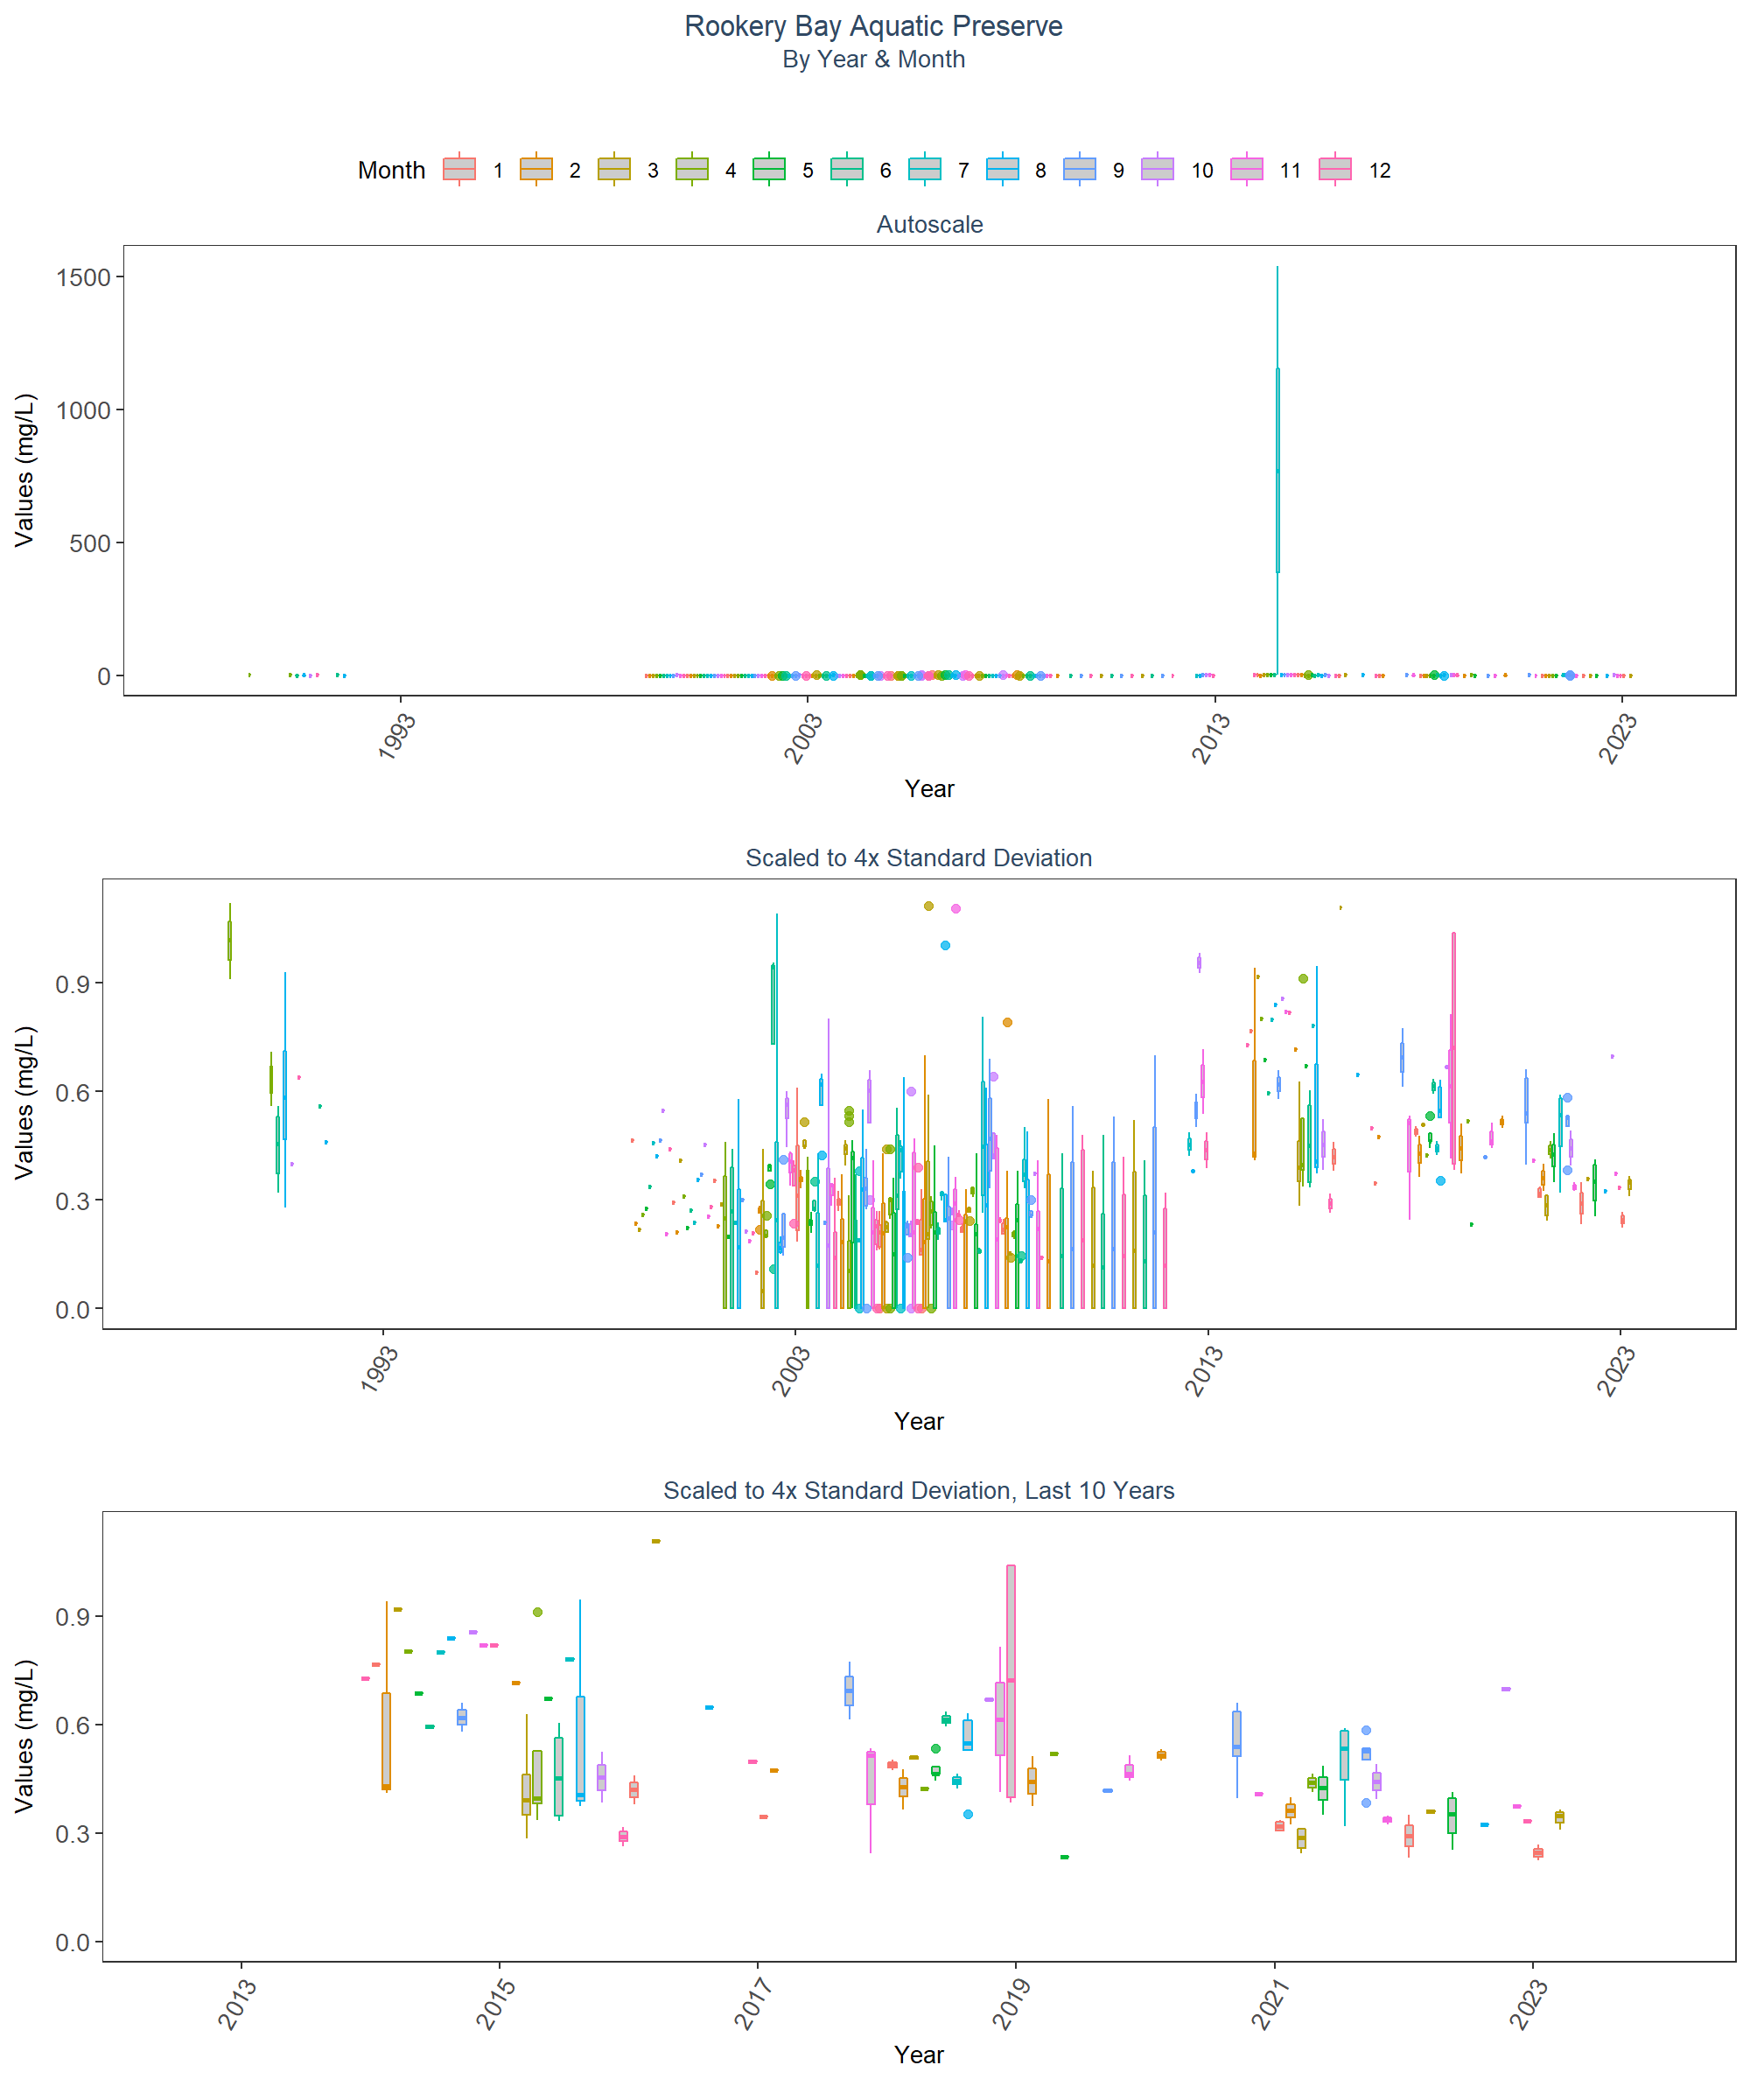 Rookery Bay Aquatic Preserve
By Year & Month
Month 1 2 3 4 5 6 7 8 9 10 11 12
Autoscale
Values (mg/L)
1500
1000
500
0
1993 2003 2013 2023
Year
Scaled to 4x Standard Deviation
Values (mg/L)
0.9
0.6
0.3
0.0
1993 2003 2013 2023
Year
Scaled to 4x Standard Deviation, Last 10 Years
Values (mg/L)
0.9
0.6
0.3
0.0
2013 2015 2017 2019 2021 2023
Year